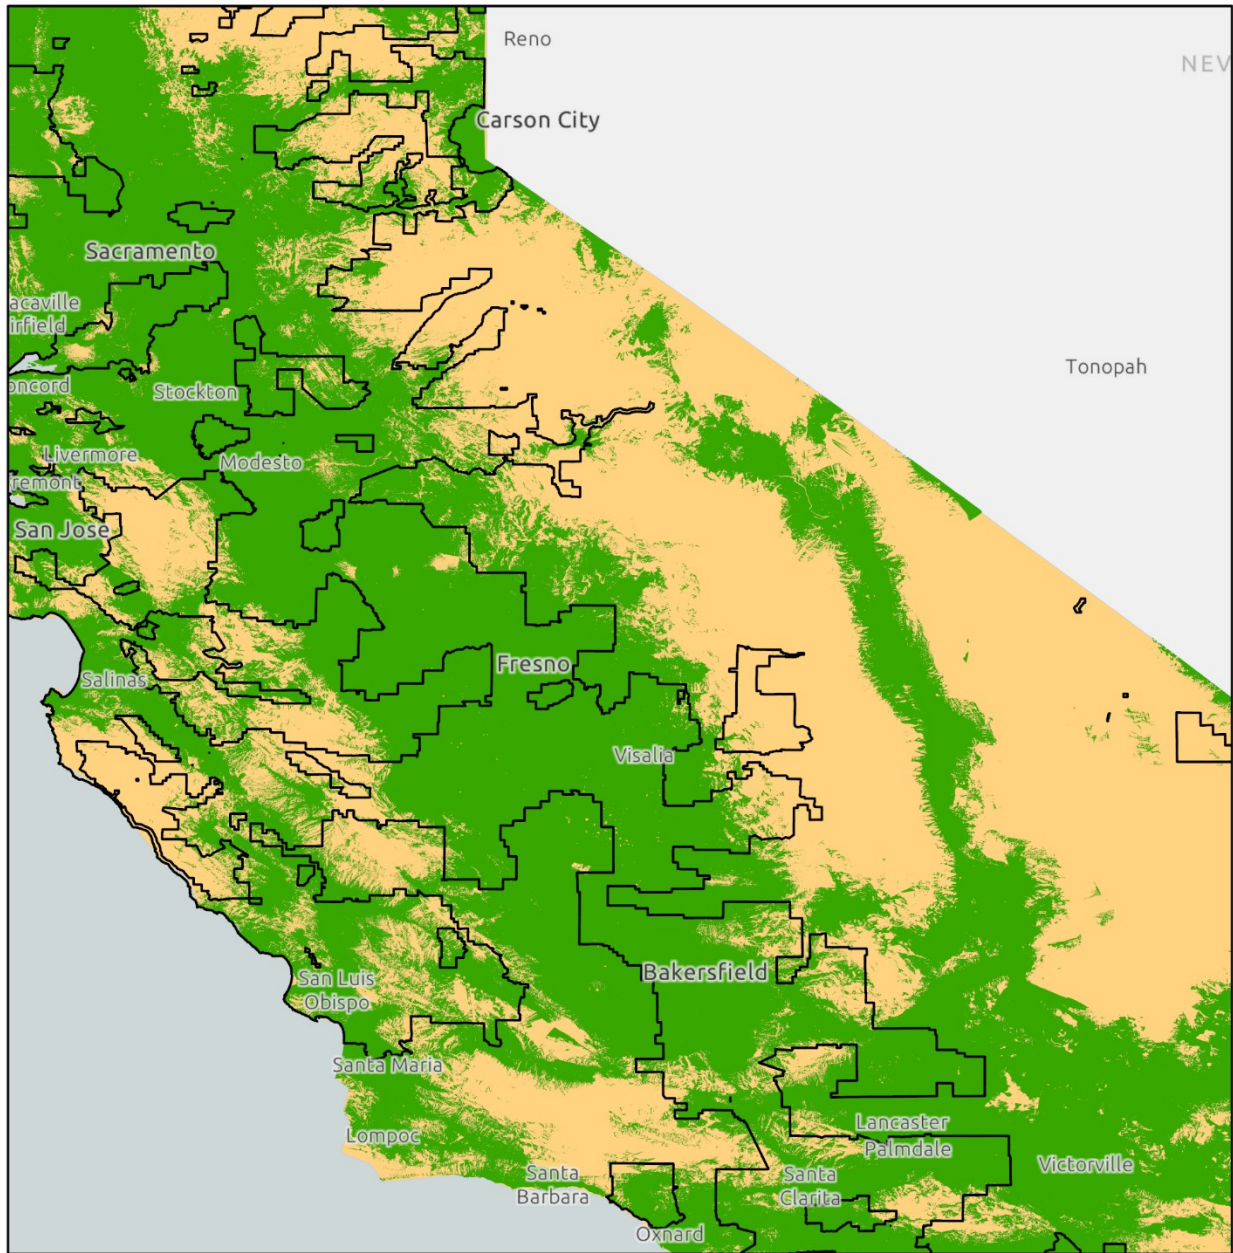 Reno
NEV
Carson City
Sacramento
acaville
irfield
Tonopah
oncord
Stockton
Livermore
Modesto
remont
San Jose
Fresno
Salinas
Visalia
Bakersfield
San Luis
Obispo
Santa Maria
Lancaster
Lompoc
Palmdale
Victorville
Santa
Barbara
Santa
Clarita
Oxnard